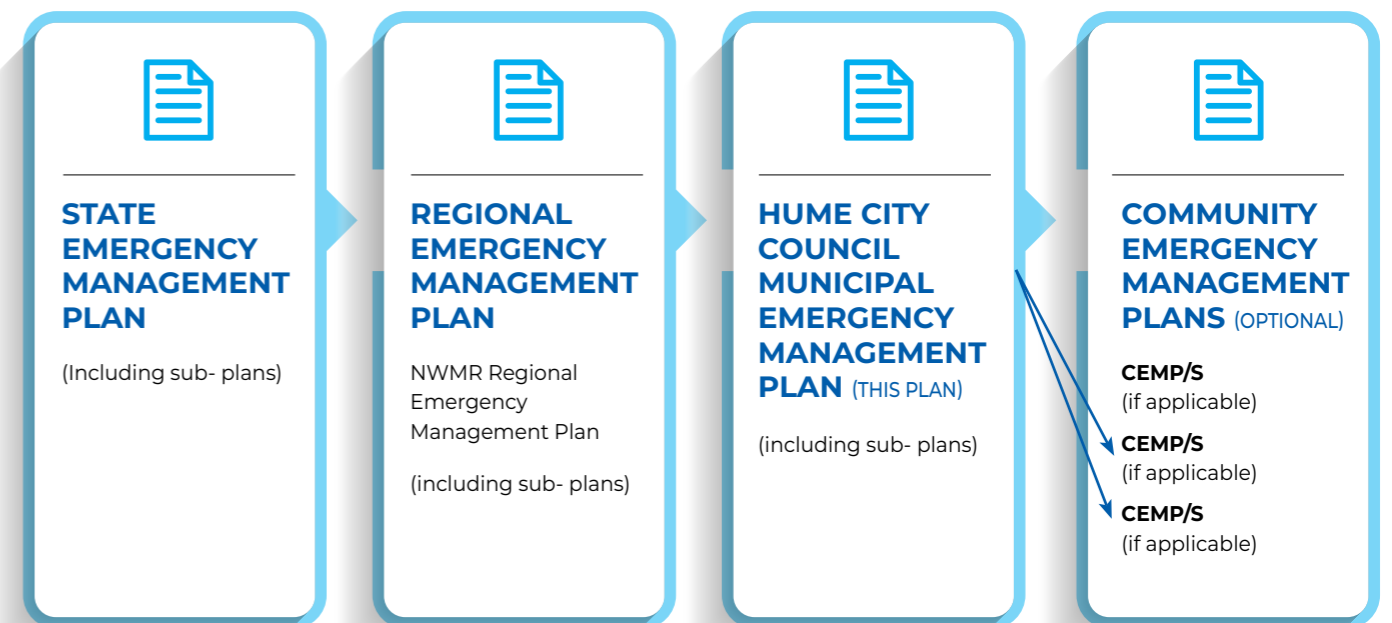 STATE
EMERGENCY
MANAGEMENT
PLAN
(Including sub- plans)
REGIONAL
EMERGENCY
MANAGEMENT
PLAN
NWMR Regional
Emergency
Management Plan
(including sub- plans)
HUME CITY
COUNCIL
MUNICIPAL
EMERGENCY
MANAGEMENT
PLAN (THIS PLAN)
(including sub- plans)
COMMUNITY
EMERGENCY
MANAGEMENT
PLANS (OPTIONAL)
CEMP/S
(if applicable)
CEMP/S
(if applicable)
CEMP/S
(if applicable)